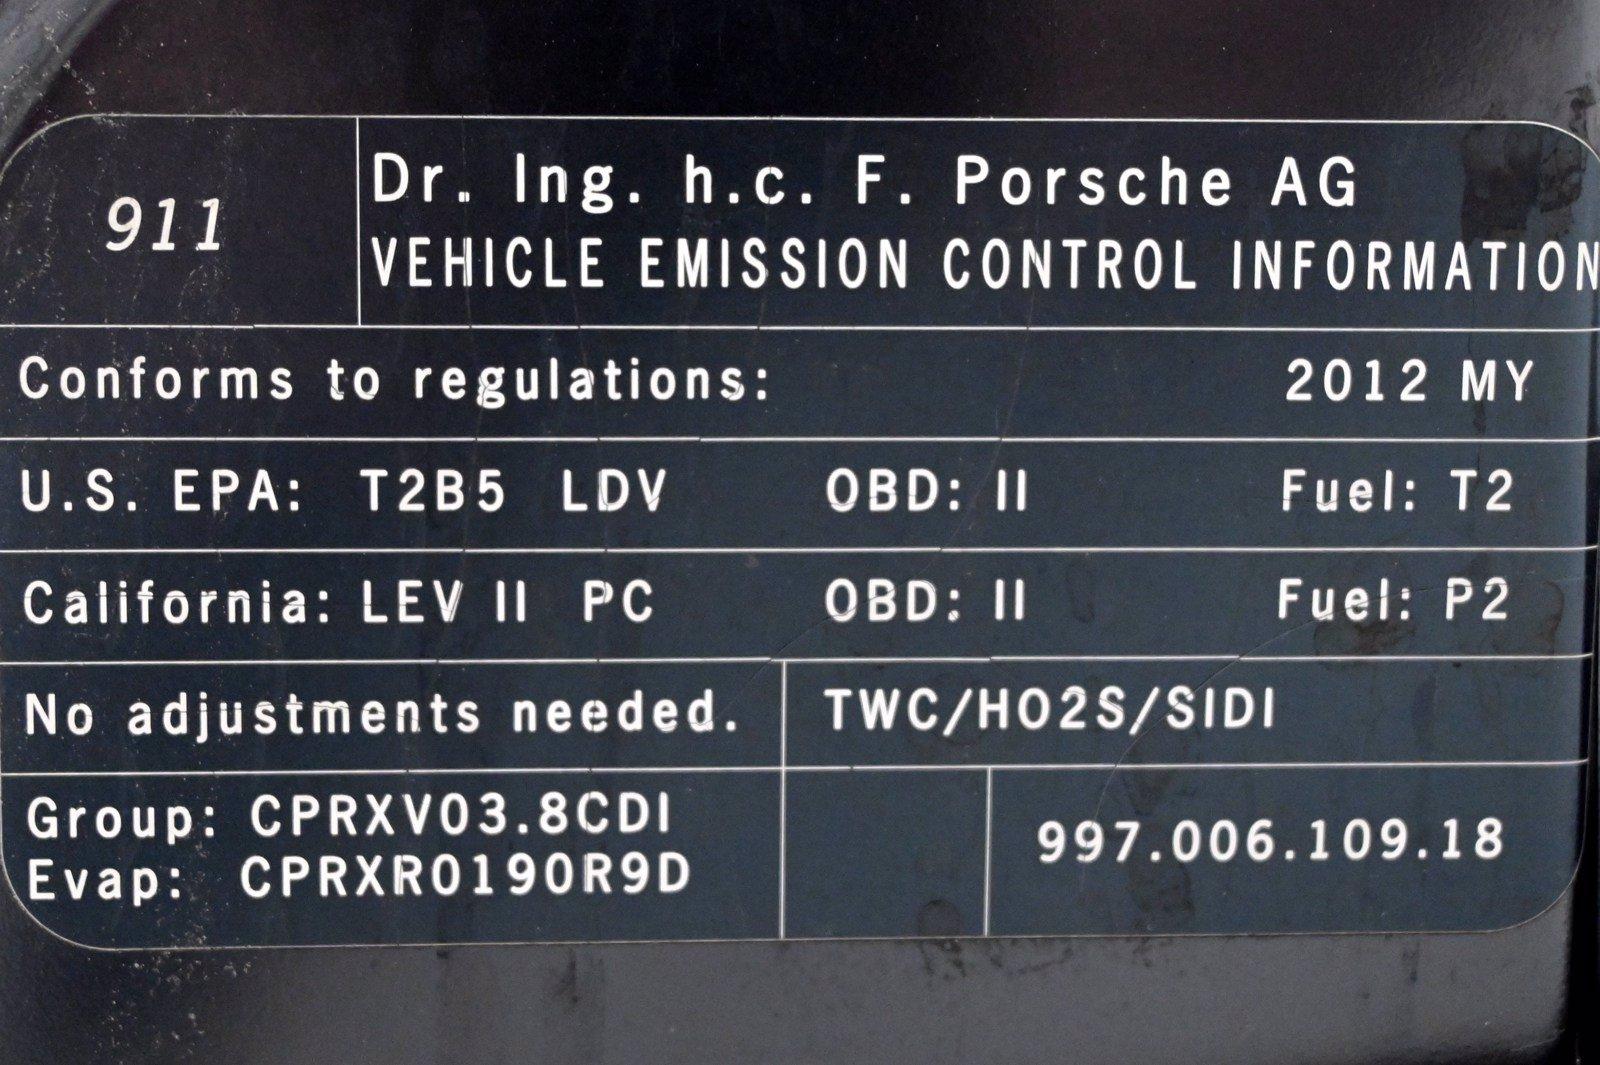 911
Dr. Ing. h.c. F. Porsche AG
VEHICLE EMISSION CONTROL INFORMATION
Conforms to regulations: 2012 MY
U.S. EPA: T2B5 LDV OBD: II Fuel: T2
California: LEV II PC OBD: II Fuel: P2
No adjustments needed. TWC/HO2S/SIDI
Group: CPRXV03.8CDI
Evap: CPRXR0190R9D
997.006.109.18